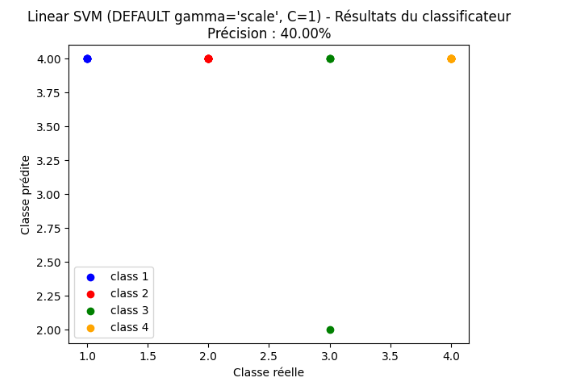 Linear SVM (DEFAULT gamma='scale', C=1) - Résultats du classificateur
Précision : 40.00%
4.00
3.75
3.50
3.25
3.00
2.75
2.50
2.25
2.00
Classe prédite
class 1
class 2
class 3
class 4
1.0 1.5 2.0 2.5 3.0 3.5 4.0
Classe réelle